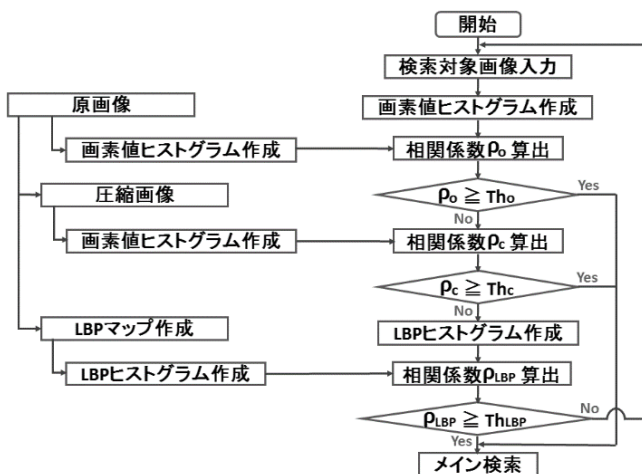 開始
検索対象画像入力
原画像
画素値ヒストグラム作成
画素値ヒストグラム作成
相関係数ρo 算出
圧縮画像
ρo ≧ Tho
Yes
No
画素値ヒストグラム作成
相関係数ρc 算出
ρc ≧ Thc
Yes
No
LBPマップ作成
LBPヒストグラム作成
LBPヒストグラム作成
相関係数ρLBP 算出
ρLBP ≧ ThLBP
No
Yes
メイン検索